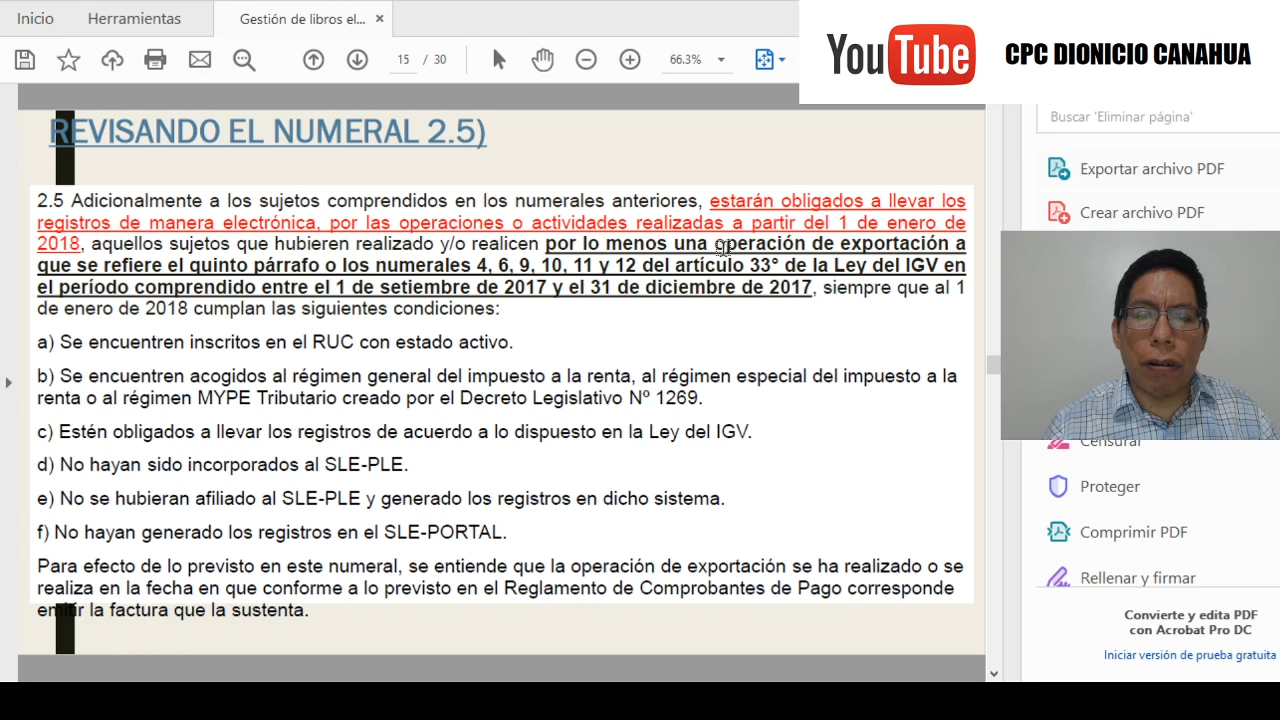 Inicio
Herramientas
Gestión de libros el...
×
15 / 30
66.3%
YouTube
CPC DIONICIO CANAHUA
REVISANDO EL NUMERAL 2.5)
2.5 Adicionalmente a los sujetos comprendidos en los numerales anteriores, estarán obligados a llevar los
registros de manera electrónica, por las operaciones o actividades realizadas a partir del 1 de enero de
2018, aquellos sujetos que hubieren realizado y/o realicen por lo menos una operación de exportación a
que se refiere el quinto párrafo o los numerales 4, 6, 9, 10, 11 y 12 del artículo 33° de la Ley del IGV en
el período comprendido entre el 1 de setiembre de 2017 y el 31 de diciembre de 2017, siempre que al 1
de enero de 2018 cumplan las siguientes condiciones:
a) Se encuentren inscritos en el RUC con estado activo.
b) Se encuentren acogidos al régimen general del impuesto a la renta, al régimen especial del impuesto a la
renta o al régimen MYPE Tributario creado por el Decreto Legislativo Nº 1269.
c) Estén obligados a llevar los registros de acuerdo a lo dispuesto en la Ley del IGV.
d) No hayan sido incorporados al SLE-PLE.
e) No se hubieran afiliado al SLE-PLE y generado los registros en dicho sistema.
f) No hayan generado los registros en el SLE-PORTAL.
Para efecto de lo previsto en este numeral, se entiende que la operación de exportación se ha realizado o se
realiza en la fecha en que conforme a lo previsto en el Reglamento de Comprobantes de Pago corresponde
emitir la factura que la sustenta.
Buscar 'Eliminar página'
Exportar archivo PDF
Crear archivo PDF
Censurar
Proteger
Comprimir PDF
Rellenar y firmar
Convierte y edita PDF
con Acrobat Pro DC
Iniciar versión de prueba gratuita